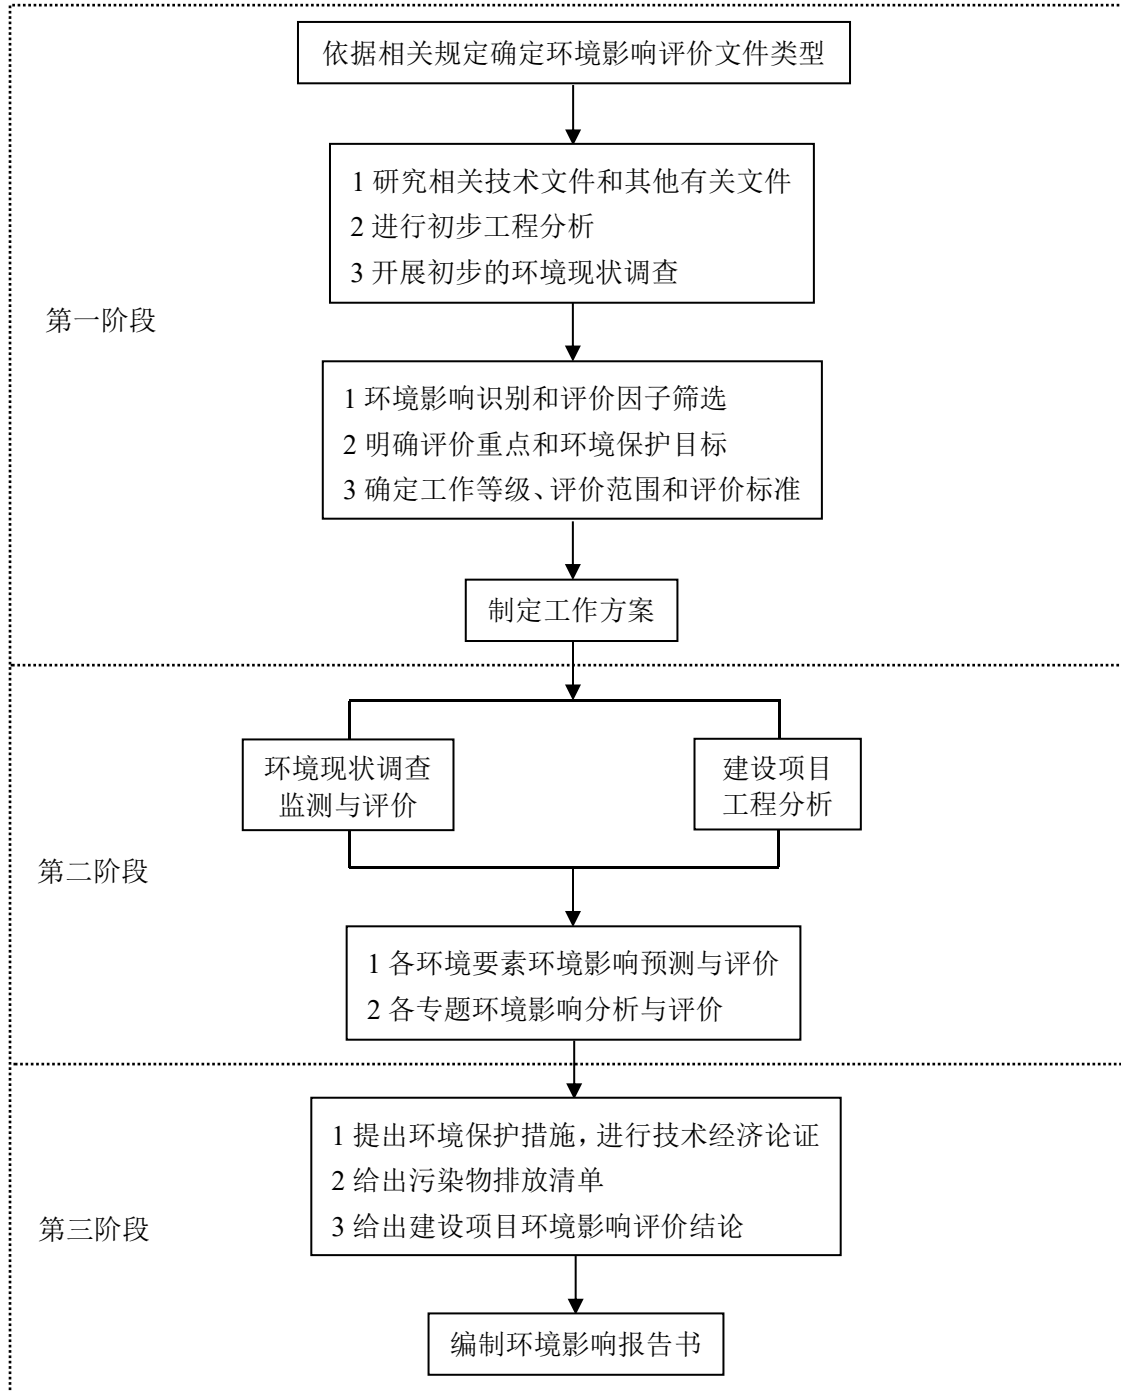 依据相关规定确定环境影响评价文件类型
1 研究相关技术文件和其他有关文件
2 进行初步工程分析
3 开展初步的环境现状调查
第一阶段
1 环境影响识别和评价因子筛选
2 明确评价重点和环境保护目标
3 确定工作等级、评价范围和评价标准
制定工作方案
环境现状调查
监测与评价
建设项目
工程分析
第二阶段
1 各环境要素环境影响预测与评价
2 各专题环境影响分析与评价
1 提出环境保护措施，进行技术经济论证
2 给出污染物排放清单
3 给出建设项目环境影响评价结论
第三阶段
编制环境影响报告书